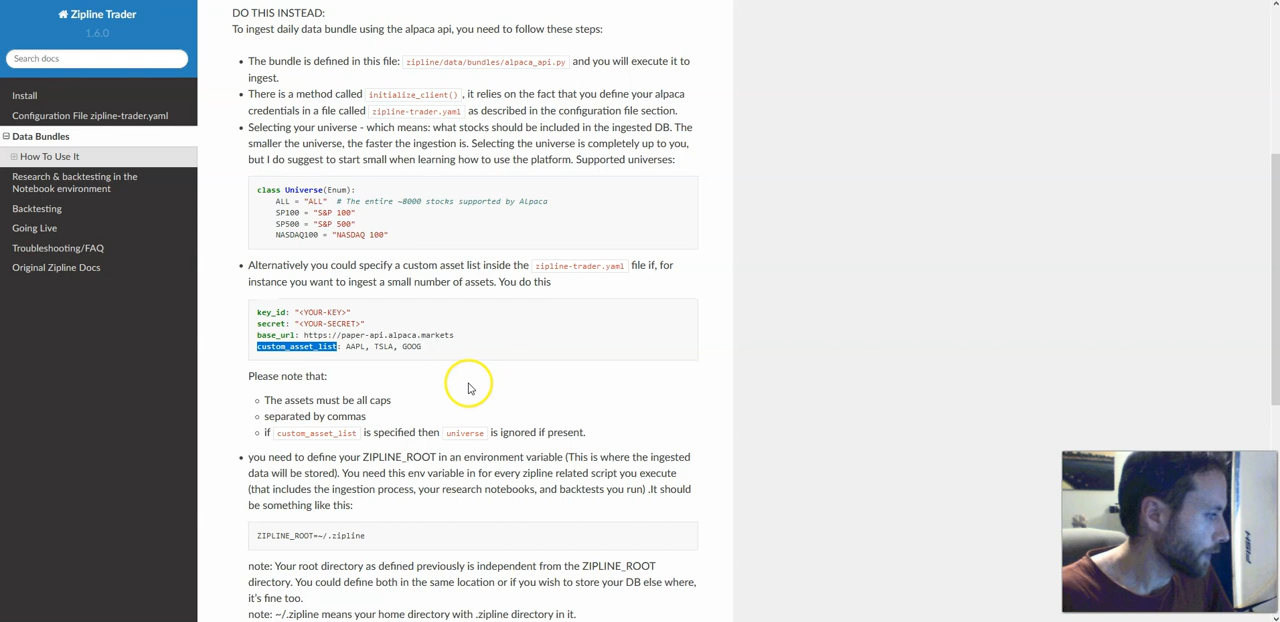 Zipline Trader
1.6.0
Search docs
Install
Configuration File zipline-trader.yaml
Data Bundles
How To Use It
Research & backtesting in the
Notebook environment
Backtesting
Going Live
Troubleshooting/FAQ
Original Zipline Docs
DO THIS INSTEAD:
To ingest daily data bundle using the alpaca api, you need to follow these steps:
The bundle is defined in this file: zipline/data/bundles/alpaca_api.py and you will execute it to
ingest.
There is a method called initialize_client() , it relies on the fact that you define your alpaca
credentials in a file called zipline-trader.yaml as described in the configuration file section.
Selecting your universe - which means: what stocks should be included in the ingested DB. The
smaller the universe, the faster the ingestion is. Selecting the universe is completely up to you,
but I do suggest to start small when learning how to use the platform. Supported universes:
class Universe(Enum):
ALL = "ALL" # The entire ~8000 stocks supported by Alpaca
SP100 = "S&P 100"
SP500 = "S&P 500"
NASDAQ100 = "NASDAQ 100"
Alternatively you could specify a custom asset list inside the zipline-trader.yaml file if, for
instance you want to ingest a small number of assets. You do this
key_id: "<YOUR-KEY>"
secret: "<YOUR-SECRET>"
base_url: https://paper-api.alpaca.markets
custom_asset_list: AAPL, TSLA, GOOG
Please note that:
The assets must be all caps
separated by commas
if custom_asset_list is specified then universe is ignored if present.
you need to define your ZIPLINE_ROOT in an environment variable (This is where the ingested
data will be stored). You need this env variable in for every zipline related script you execute
(that includes the ingestion process, your research notebooks, and backtests you run) .It should
be something like this:
ZIPLINE_ROOT=~/.zipline
note: Your root directory as defined previously is independent from the ZIPLINE_ROOT
directory. You could define both in the same location or if you wish to store your DB else where,
it's fine too.
note: ~/.zipline means your home directory with .zipline directory in it.